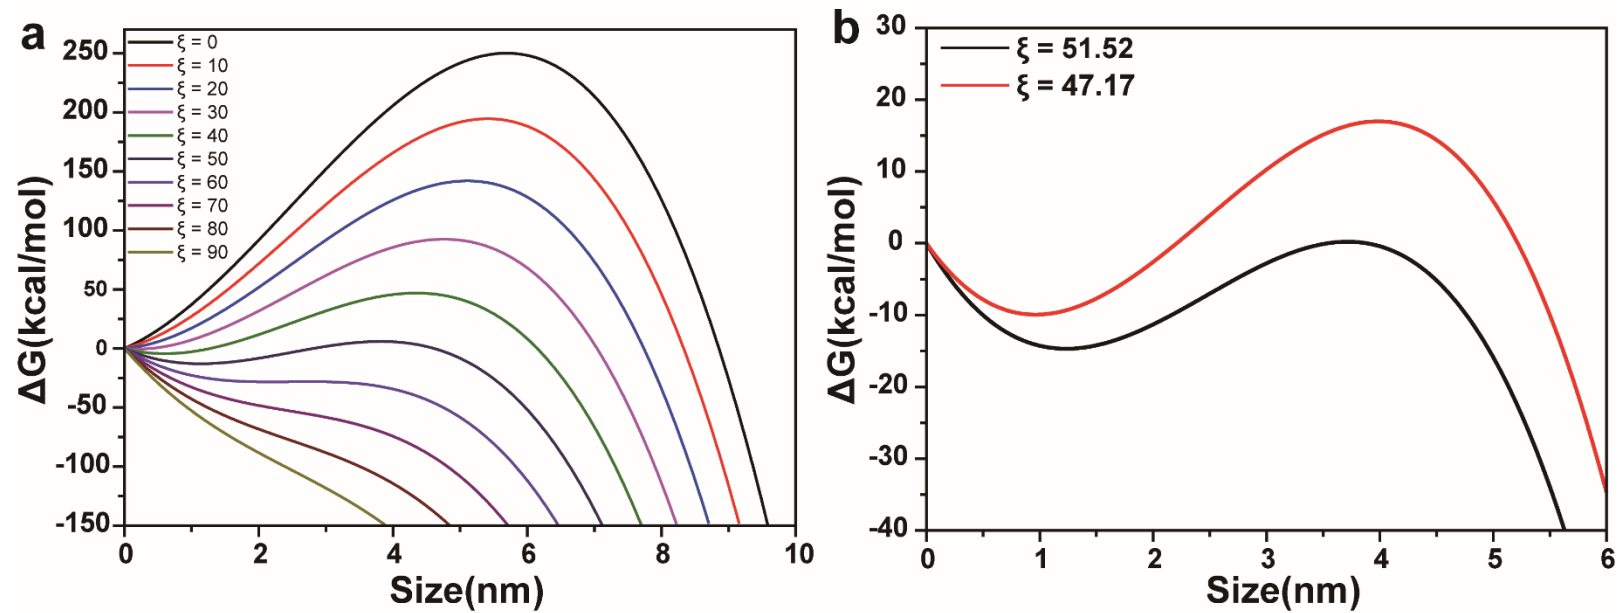 a
ξ = 0
ξ = 10
ξ = 20
ξ = 30
ξ = 40
ξ = 50
ξ = 60
ξ = 70
ξ = 80
ξ = 90
250
200
150
100
50
0
-50
-100
-150
ΔG(kcal/mol)
0 2 4 6 8 10
Size(nm)
b
ξ = 51.52
ξ = 47.17
30
20
10
0
-10
-20
-30
-40
ΔG(kcal/mol)
0 1 2 3 4 5 6
Size(nm)